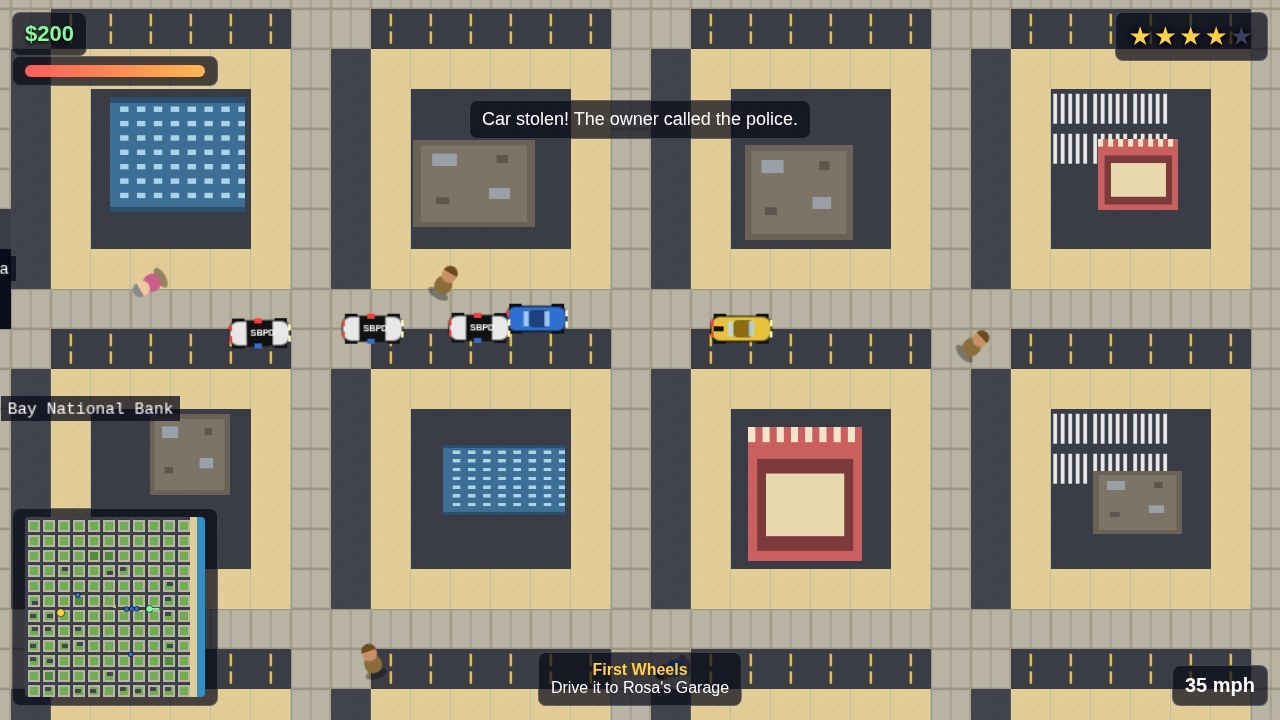 $200
Car stolen! The owner called the police.
a
SBPD
SBPD
SBPD
Bay National Bank
First Wheels
Drive it to Rosa's Garage
35 mph